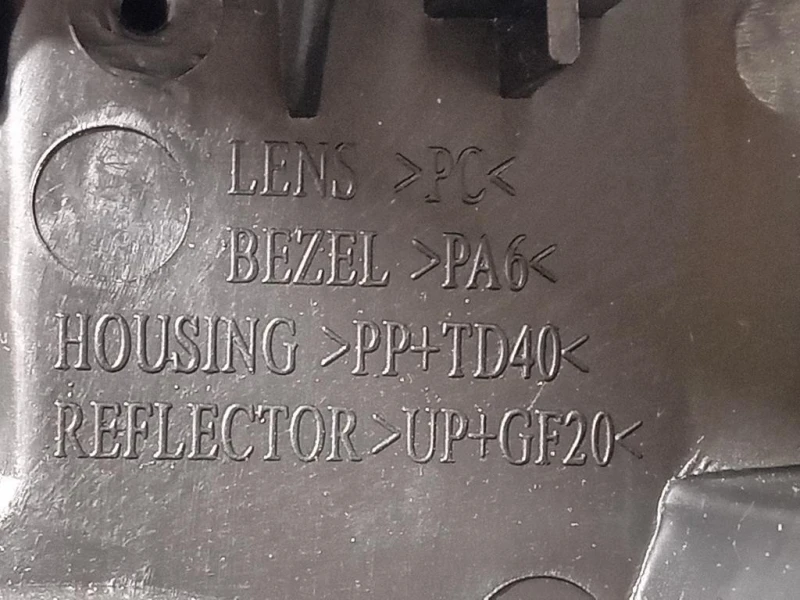 LENS >PC<
BEZEL >PA6<
HOUSING >PP+TD40<
REFLECTOR >UP+GF20<